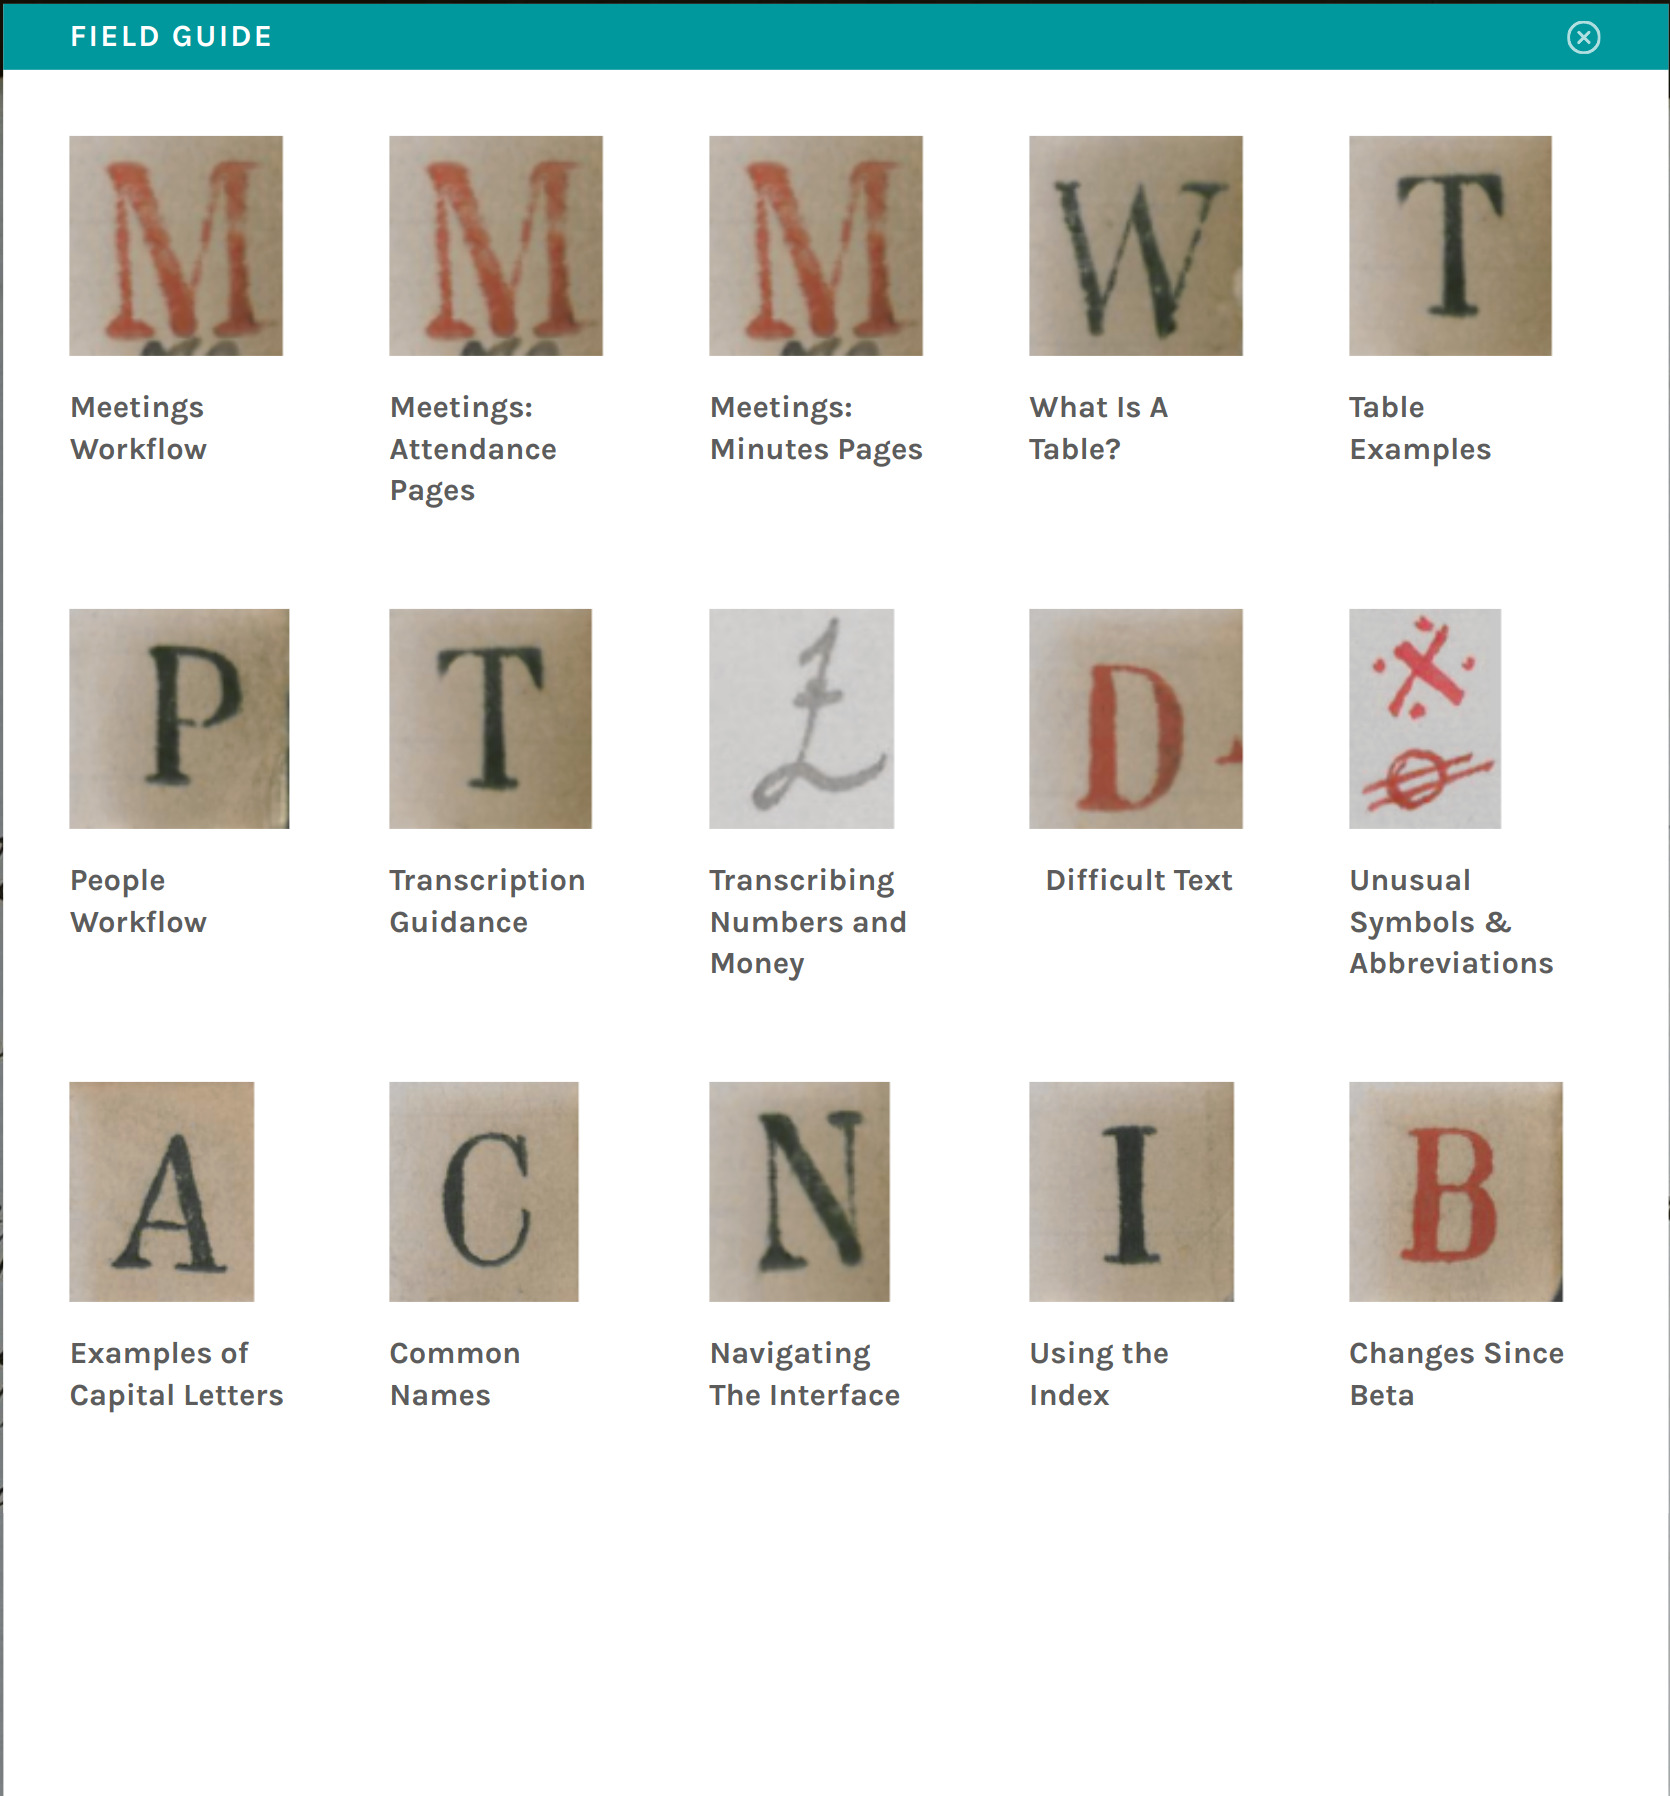 FIELD GUIDE
M
M
M
W
T
Meetings
Workflow
Meetings:
Attendance
Pages
Meetings:
Minutes Pages
What Is A
Table?
Table
Examples
P
T
£
D
People
Workflow
Transcription
Guidance
Transcribing
Numbers and
Money
Difficult Text
Unusual
Symbols &
Abbreviations
A
C
N
I
B
Examples of
Capital Letters
Common
Names
Navigating
The Interface
Using the
Index
Changes Since
Beta